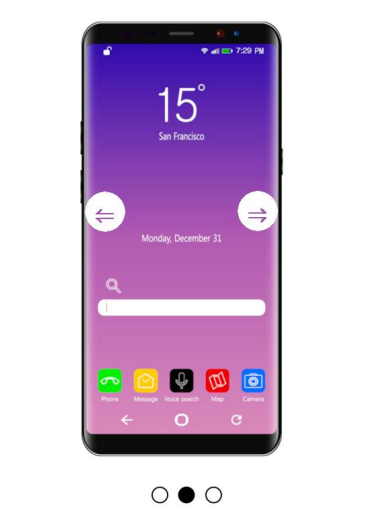 7:29 PM
15°
San Francisco
Monday, December 31
Phone Message Voice search Map Camera